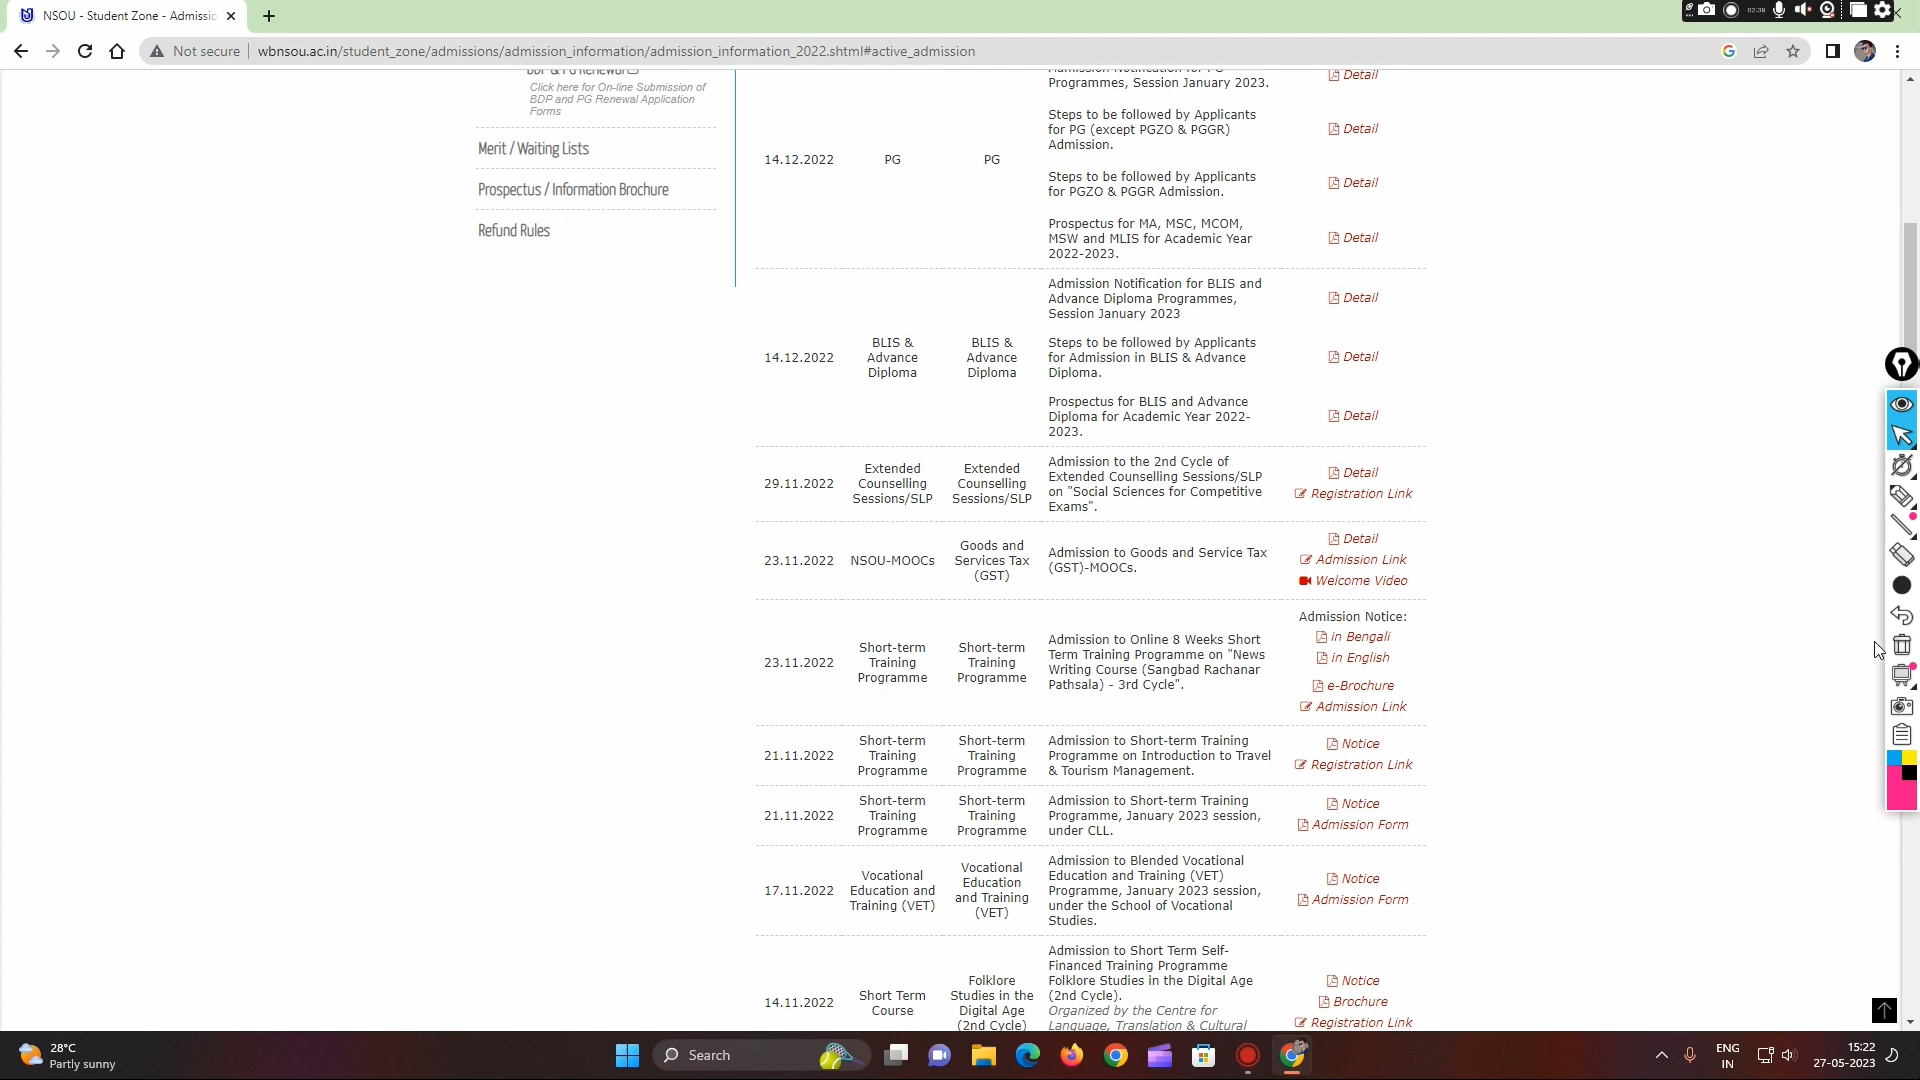 NSOU - Student Zone - Admissio
02:39
Not secure
wbnsou.ac.in/student_zone/admissions/admission_information/admission_information_2022.shtml#active_admission
BDP & PG Renewal
Click here for On-line Submission of
BDP and PG Renewal Application
Forms
Merit / Waiting Lists
Prospectus / Information Brochure
Refund Rules
14.12.2022
PG
PG
Admission Notification for PG
Programmes, Session January 2023.
Detail
Steps to be followed by Applicants
for PG (except PGZO & PGGR)
Admission.
Detail
Steps to be followed by Applicants
for PGZO & PGGR Admission.
Detail
Prospectus for MA, MSC, MCOM,
MSW and MLIS for Academic Year
2022-2023.
Detail
14.12.2022
BLIS &
Advance
Diploma
BLIS &
Advance
Diploma
Admission Notification for BLIS and
Advance Diploma Programmes,
Session January 2023
Detail
Steps to be followed by Applicants
for Admission in BLIS & Advance
Diploma.
Detail
Prospectus for BLIS and Advance
Diploma for Academic Year 2022-
2023.
Detail
29.11.2022
Extended
Counselling
Sessions/SLP
Extended
Counselling
Sessions/SLP
Admission to the 2nd Cycle of
Extended Counselling Sessions/SLP
on "Social Sciences for Competitive
Exams".
Detail
Registration Link
23.11.2022
NSOU-MOOCs
Goods and
Services Tax
(GST)
Admission to Goods and Service Tax
(GST)-MOOCs.
Detail
Admission Link
Welcome Video
23.11.2022
Short-term
Training
Programme
Short-term
Training
Programme
Admission to Online 8 Weeks Short
Term Training Programme on "News
Writing Course (Sangbad Rachanar
Pathsala) - 3rd Cycle".
Admission Notice:
in Bengali
in English
e-Brochure
Admission Link
21.11.2022
Short-term
Training
Programme
Short-term
Training
Programme
Admission to Short-term Training
Programme on Introduction to Travel
& Tourism Management.
Notice
Registration Link
21.11.2022
Short-term
Training
Programme
Short-term
Training
Programme
Admission to Short-term Training
Programme, January 2023 session,
under CLL.
Notice
Admission Form
17.11.2022
Vocational
Education and
Training (VET)
Vocational
Education
and Training
(VET)
Admission to Blended Vocational
Education and Training (VET)
Programme, January 2023 session,
under the School of Vocational
Studies.
Notice
Admission Form
14.11.2022
Short Term
Course
Folklore
Studies in the
Digital Age
(2nd Cycle)
Admission to Short Term Self-
Financed Training Programme
Folklore Studies in the Digital Age
(2nd Cycle).
Organized by the Centre for
Language, Translation & Cultural
Notice
Brochure
Registration Link
28°C
Partly sunny
Search
ENG
IN
15:22
27-05-2023